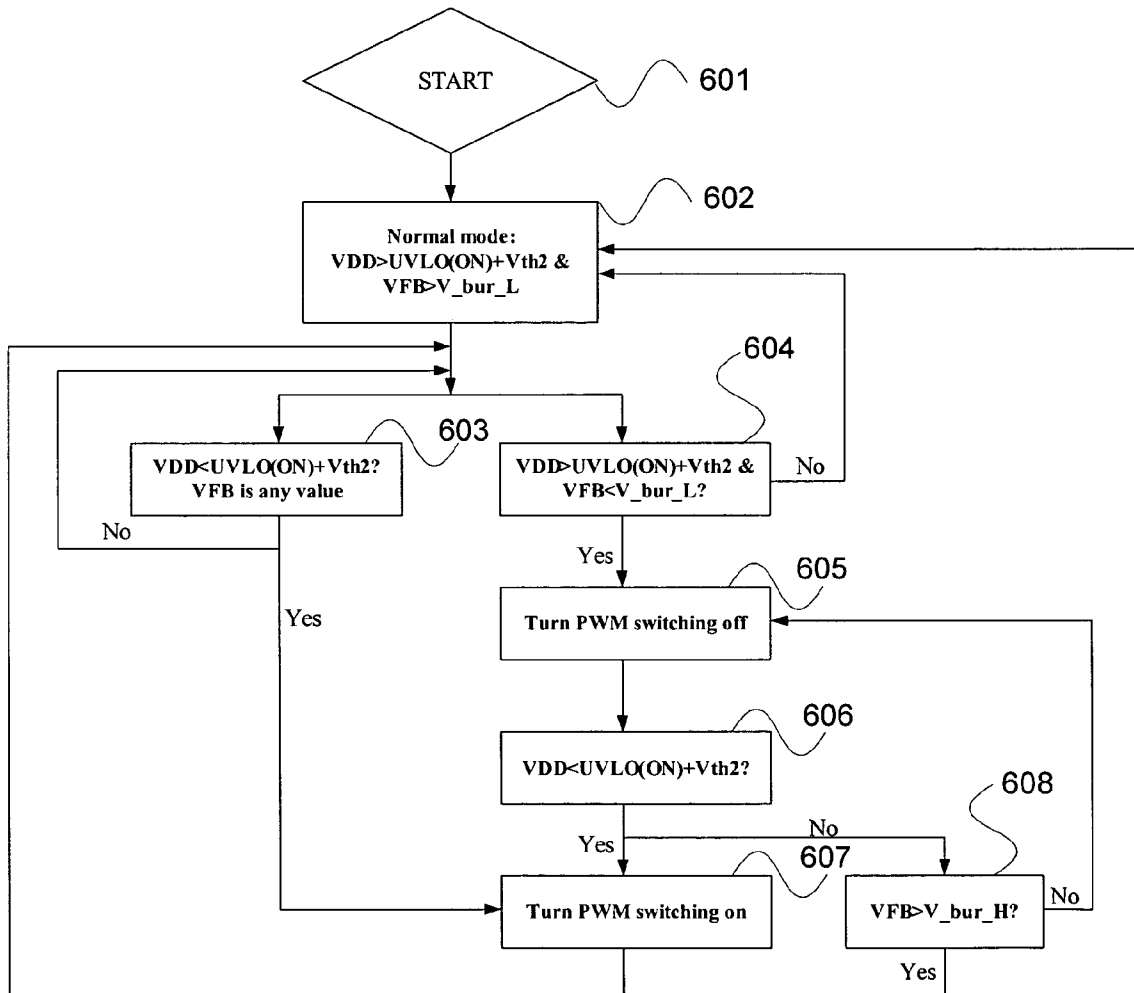 START
601
602
Normal mode:
VDD>UVLO(ON)+Vth2 &
VFB>V_bur_L
604
603
VDD<UVLO(ON)+Vth2?
VFB is any value
VDD>UVLO(ON)+Vth2 &
VFB<V_bur_L?
No
No
Yes
605
Yes
Turn PWM switching off
606
VDD<UVLO(ON)+Vth2?
608
No
Yes
607
Turn PWM switching on
VFB>V_bur_H?
No
Yes